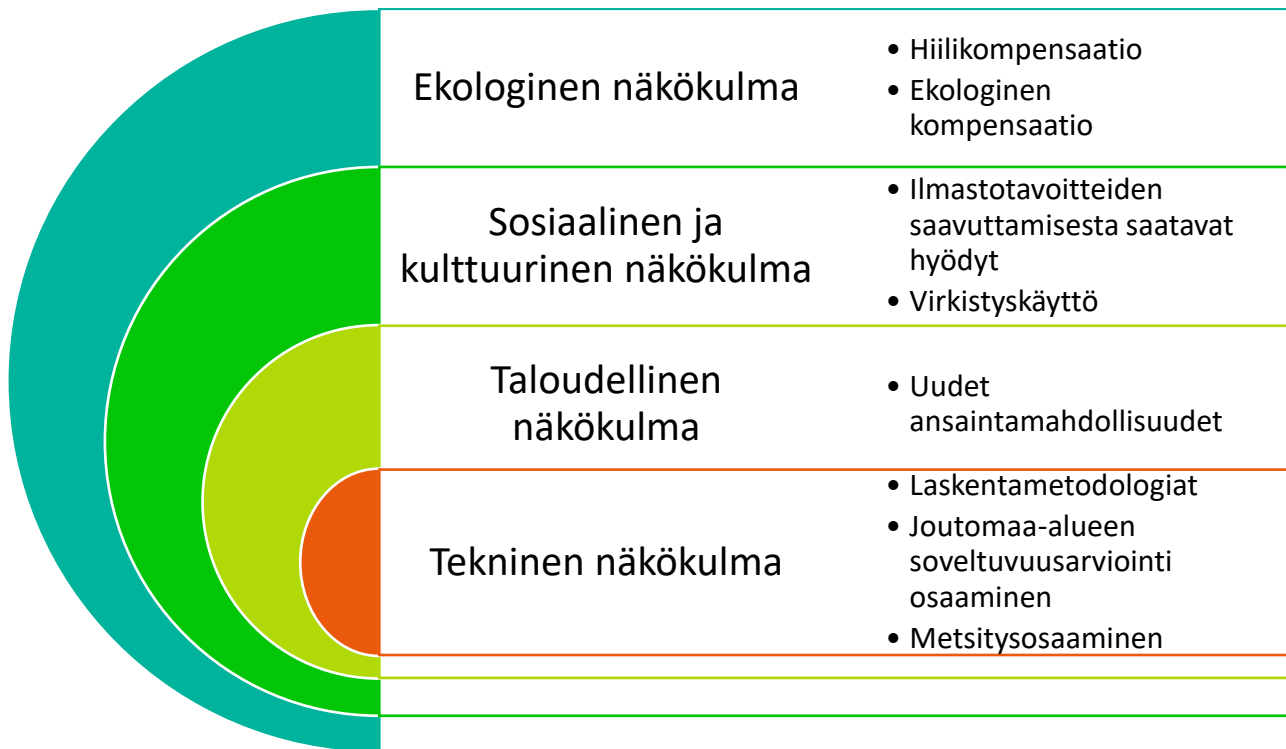 Ekologinen näkökulma
• Hiilikompensaatio
• Ekologinen
kompensaatio
Sosiaalinen ja
kulttuurinen näkökulma
• Ilmastotavoitteiden
saavuttamisesta saatavat
hyödyt
• Virkistyskäyttö
Taloudellinen
näkökulma
• Uudet
ansaintamahdollisuudet
Tekninen näkökulma
• Laskentametodologiat
• Joutomaa-alueen
soveltuvuusarviointi
osaaminen
• Metsitysosaaminen